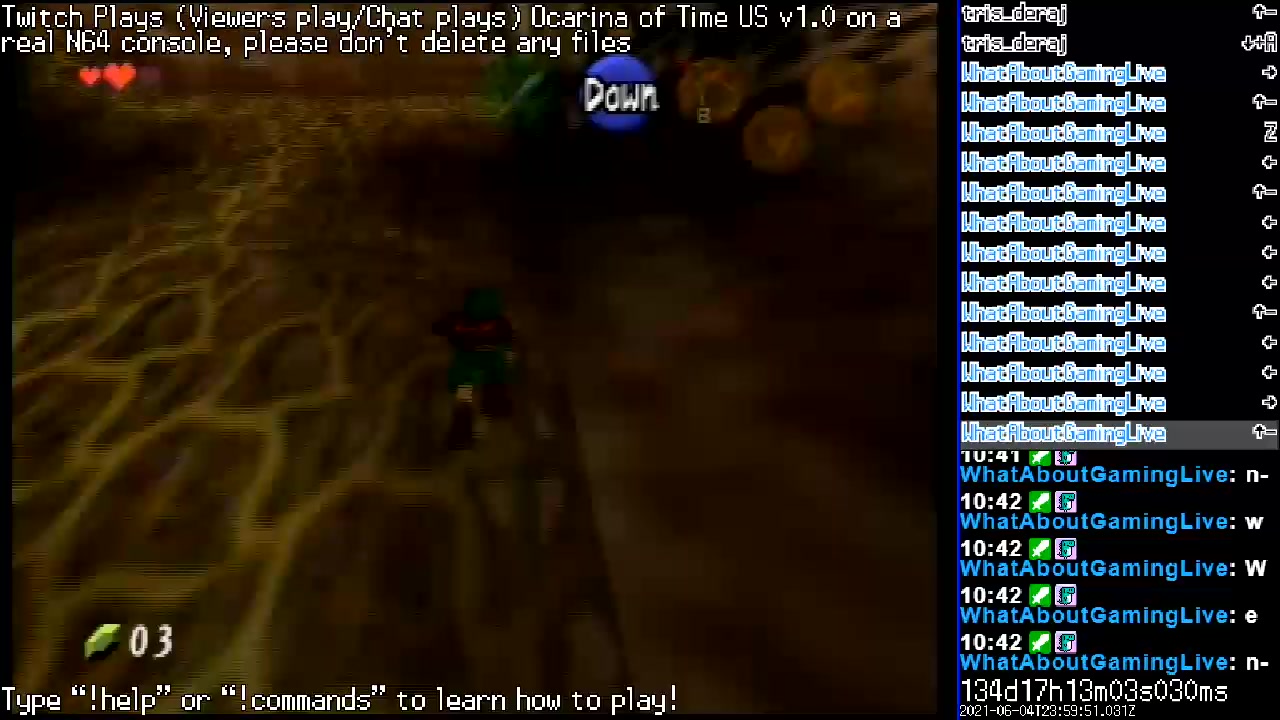 Twitch Plays (Viewers play/Chat plays) Ocarina of Time US v1.0 on a
real N64 console, please don't delete any files
Down
B
03
Type “!help” or “!commands” to learn how to play!
tris_deraj ↑-
tris_deraj ↓+A
WhatAboutGamingLive →
WhatAboutGamingLive ↑-
WhatAboutGamingLive Z
WhatAboutGamingLive ←
WhatAboutGamingLive ↑-
WhatAboutGamingLive ←
WhatAboutGamingLive ←
WhatAboutGamingLive ←
WhatAboutGamingLive ↑-
WhatAboutGamingLive ←
WhatAboutGamingLive ←
WhatAboutGamingLive →
WhatAboutGamingLive ↑-
10:41
WhatAboutGamingLive: n-
10:42
WhatAboutGamingLive: w
10:42
WhatAboutGamingLive: W
10:42
WhatAboutGamingLive: e
10:42
WhatAboutGamingLive: n-
134d17h13m03s030ms
2021-06-04T23:59:51.031Z